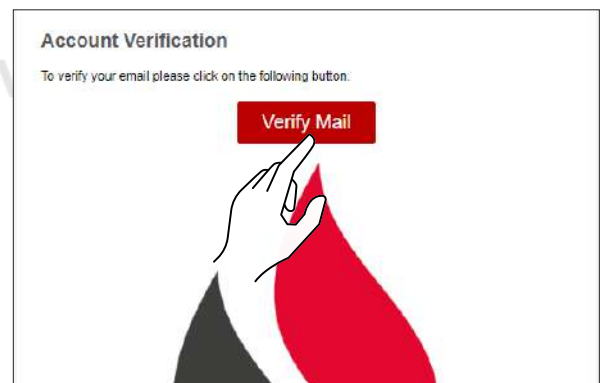 Account Verification
To verify your email please click on the following button.
Verify Mail